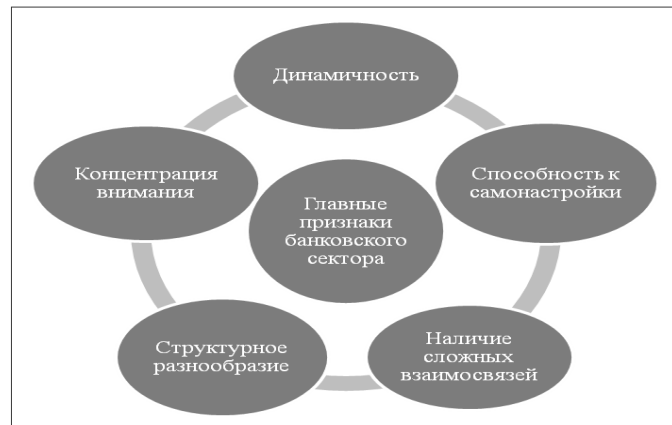 Динамичность
Способность к
самонастройки
Наличие
сложных
взаимосвязей
Структурное
разнообразие
Концентрация
внимания
Главные
признаки
банковского
сектора